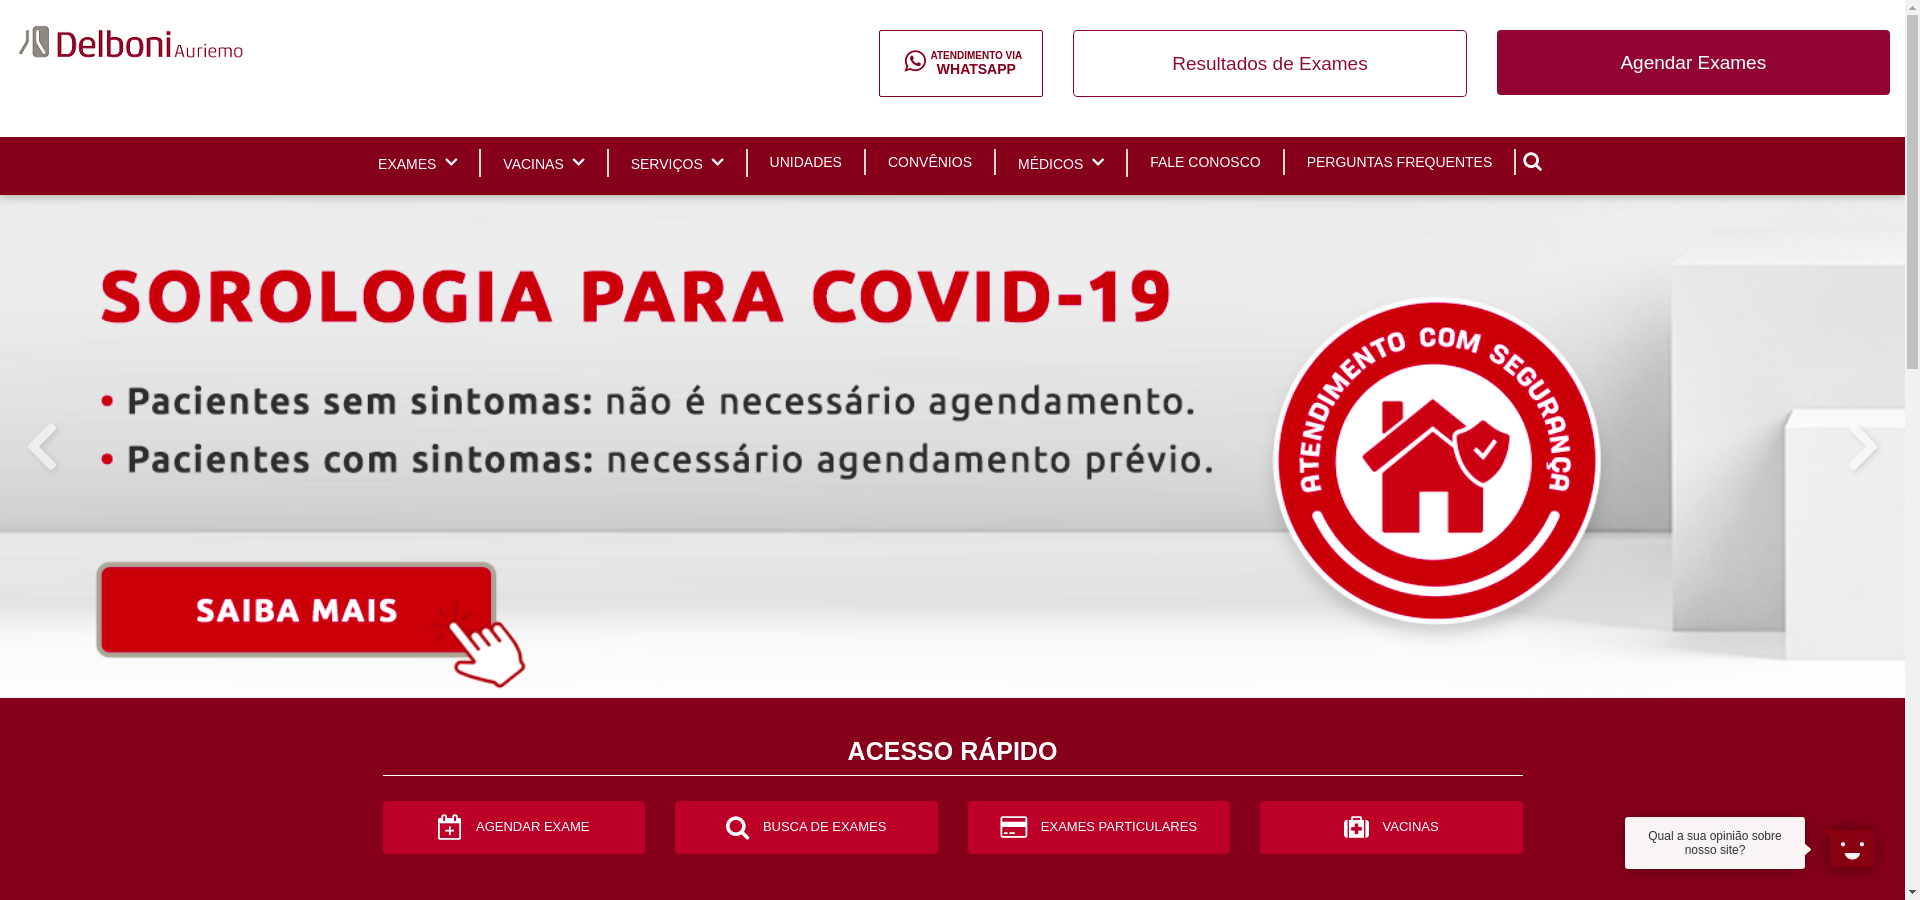 Delboni Auriemo
ATENDIMENTO VIA
WHATSAPP
Resultados de Exames
Agendar Exames
EXAMES
VACINAS
SERVIÇOS
UNIDADES
CONVÊNIOS
MÉDICOS
FALE CONOSCO
PERGUNTAS FREQUENTES
SOROLOGIA PARA COVID-19
• Pacientes sem sintomas: não é necessário agendamento.
• Pacientes com sintomas: necessário agendamento prévio.
ATENDIMENTO COM SEGURANÇA
SAIBA MAIS
ACESSO RÁPIDO
AGENDAR EXAME
BUSCA DE EXAMES
EXAMES PARTICULARES
VACINAS
Qual a sua opinião sobre
nosso site?